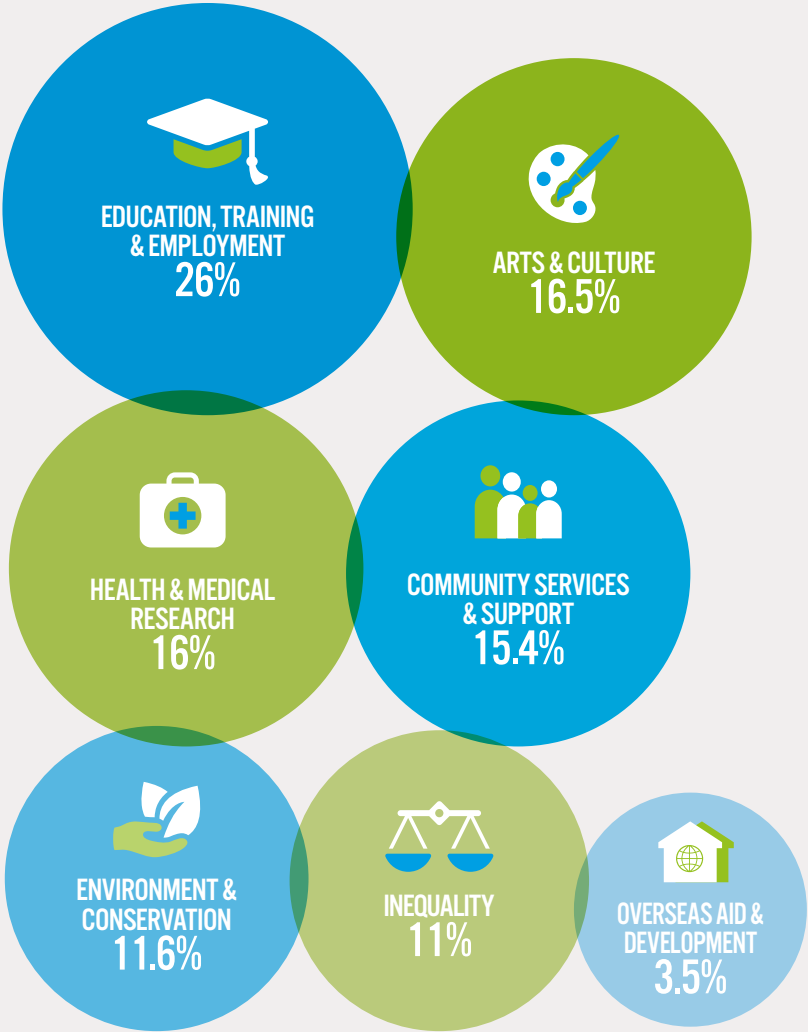 EDUCATION, TRAINING
& EMPLOYMENT
26%
ARTS & CULTURE
16.5%
HEALTH & MEDICAL
RESEARCH
16%
COMMUNITY SERVICES
& SUPPORT
15.4%
ENVIRONMENT &
CONSERVATION
11.6%
INEQUALITY
11%
OVERSEAS AID &
DEVELOPMENT
3.5%